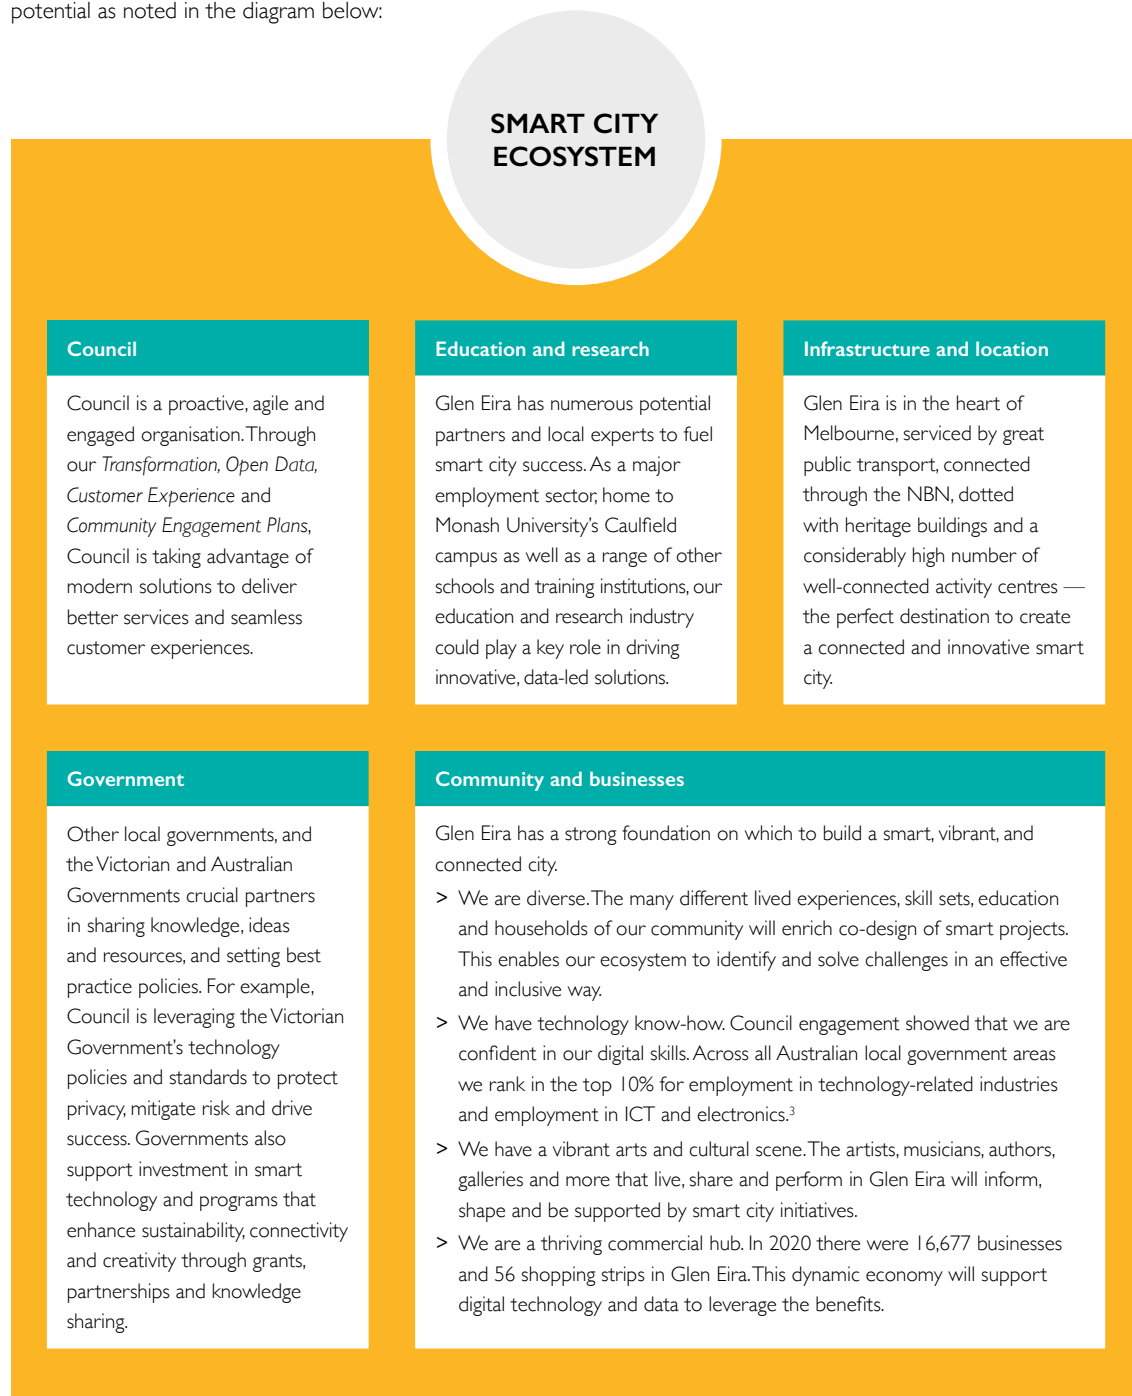 potential as noted in the diagram below:
SMART CITY
ECOSYSTEM
Council
Council is a proactive, agile and
engaged organisation. Through
our Transformation, Open Data,
Customer Experience and
Community Engagement Plans,
Council is taking advantage of
modern solutions to deliver
better services and seamless
customer experiences.
Education and research
Glen Eira has numerous potential
partners and local experts to fuel
smart city success. As a major
employment sector, home to
Monash University's Caulfield
campus as well as a range of other
schools and training institutions, our
education and research industry
could play a key role in driving
innovative, data-led solutions.
Infrastructure and location
Glen Eira is in the heart of
Melbourne, serviced by great
public transport, connected
through the NBN, dotted
with heritage buildings and a
considerably high number of
well-connected activity centres —
the perfect destination to create
a connected and innovative smart
city.
Government
Other local governments, and
the Victorian and Australian
Governments crucial partners
in sharing knowledge, ideas
and resources, and setting best
practice policies. For example,
Council is leveraging the Victorian
Government's technology
policies and standards to protect
privacy, mitigate risk and drive
success. Governments also
support investment in smart
technology and programs that
enhance sustainability, connectivity
and creativity through grants,
partnerships and knowledge
sharing.
Community and businesses
Glen Eira has a strong foundation on which to build a smart, vibrant, and
connected city.
> We are diverse. The many different lived experiences, skill sets, education
and households of our community will enrich co-design of smart projects.
This enables our ecosystem to identify and solve challenges in an effective
and inclusive way.
> We have technology know-how. Council engagement showed that we are
confident in our digital skills. Across all Australian local government areas
we rank in the top 10% for employment in technology-related industries
and employment in ICT and electronics.³
> We have a vibrant arts and cultural scene. The artists, musicians, authors,
galleries and more that live, share and perform in Glen Eira will inform,
shape and be supported by smart city initiatives.
> We are a thriving commercial hub. In 2020 there were 16,677 businesses
and 56 shopping strips in Glen Eira. This dynamic economy will support
digital technology and data to leverage the benefits.